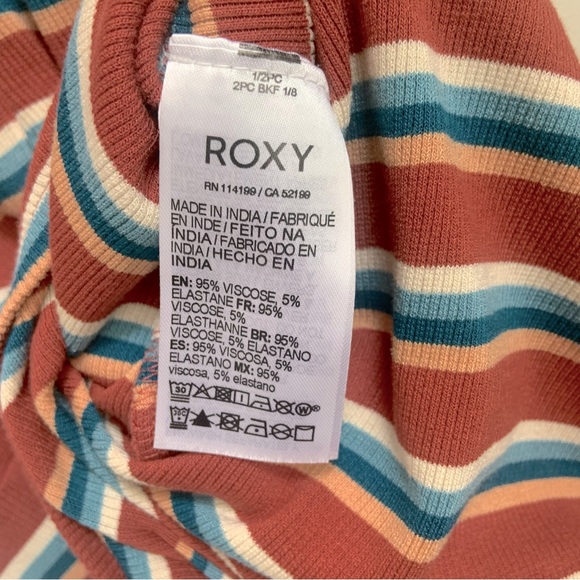 1/2PC
2PC BKF 1/8
ROXY
RN 114199 / CA 52199
MADE IN INDIA / FABRIQUÉ
EN INDE / FEITO NA
ÍNDIA / FABRICADO EN
INDIA / HECHO EN
INDIA
EN: 95% VISCOSE, 5%
ELASTANE FR: 95%
VISCOSE, 5%
ELASTHANNE BR: 95%
VISCOSE, 5% ELASTANO
ES: 95% VISCOSA, 5%
ELASTANO MX: 95%
viscosa, 5% elastano
30
W